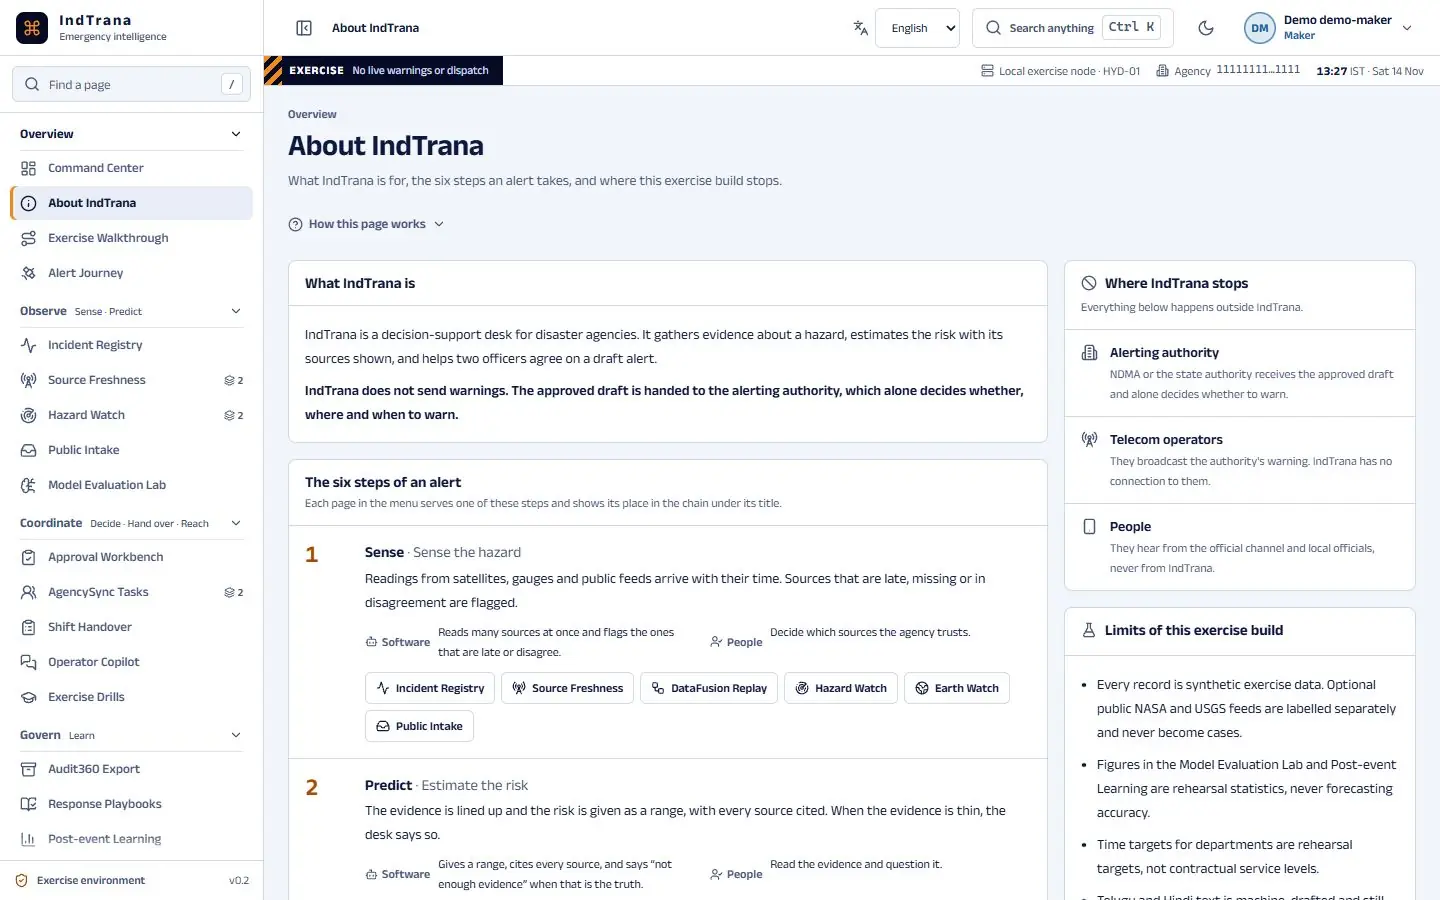 IndTrana
Emergency intelligence
About IndTrana
English
Search anything Ctrl K
DM
Demo demo-maker
Maker
EXERCISE No live warnings or dispatch
Local exercise node · HYD-01
Agency 11111111…1111
13:27 IST · Sat 14 Nov
Find a page /
Overview
Command Center
About IndTrana
Exercise Walkthrough
Alert Journey
Observe Sense · Predict
Incident Registry
Source Freshness 2
Hazard Watch 2
Public Intake
Model Evaluation Lab
Coordinate Decide · Hand over · Reach
Approval Workbench
AgencySync Tasks 2
Shift Handover
Operator Copilot
Exercise Drills
Govern Learn
Audit360 Export
Response Playbooks
Post-event Learning
Exercise environment v0.2
Overview
About IndTrana
What IndTrana is for, the six steps an alert takes, and where this exercise build stops.
How this page works
What IndTrana is
IndTrana is a decision-support desk for disaster agencies. It gathers evidence about a hazard, estimates the risk with its
sources shown, and helps two officers agree on a draft alert.
IndTrana does not send warnings. The approved draft is handed to the alerting authority, which alone decides whether,
where and when to warn.
The six steps of an alert
Each page in the menu serves one of these steps and shows its place in the chain under its title.
1
Sense · Sense the hazard
Readings from satellites, gauges and public feeds arrive with their time. Sources that are late, missing or in
disagreement are flagged.
Software
Reads many sources at once and flags the ones
that are late or disagree.
People
Decide which sources the agency trusts.
Incident Registry
Source Freshness
DataFusion Replay
Hazard Watch
Earth Watch
Public Intake
2
Predict · Estimate the risk
The evidence is lined up and the risk is given as a range, with every source cited. When the evidence is thin, the
desk says so.
Software
Gives a range, cites every source, and says “not
enough evidence” when that is the truth.
People
Read the evidence and question it.
Where IndTrana stops
Everything below happens outside IndTrana.
Alerting authority
NDMA or the state authority receives the approved draft
and alone decides whether to warn.
Telecom operators
They broadcast the authority's warning. IndTrana has no
connection to them.
People
They hear from the official channel and local officials,
never from IndTrana.
Limits of this exercise build
• Every record is synthetic exercise data. Optional
public NASA and USGS feeds are labelled separately
and never become cases.
• Figures in the Model Evaluation Lab and Post-event
Learning are rehearsal statistics, never forecasting
accuracy.
• Time targets for departments are rehearsal
targets, not contractual service levels.